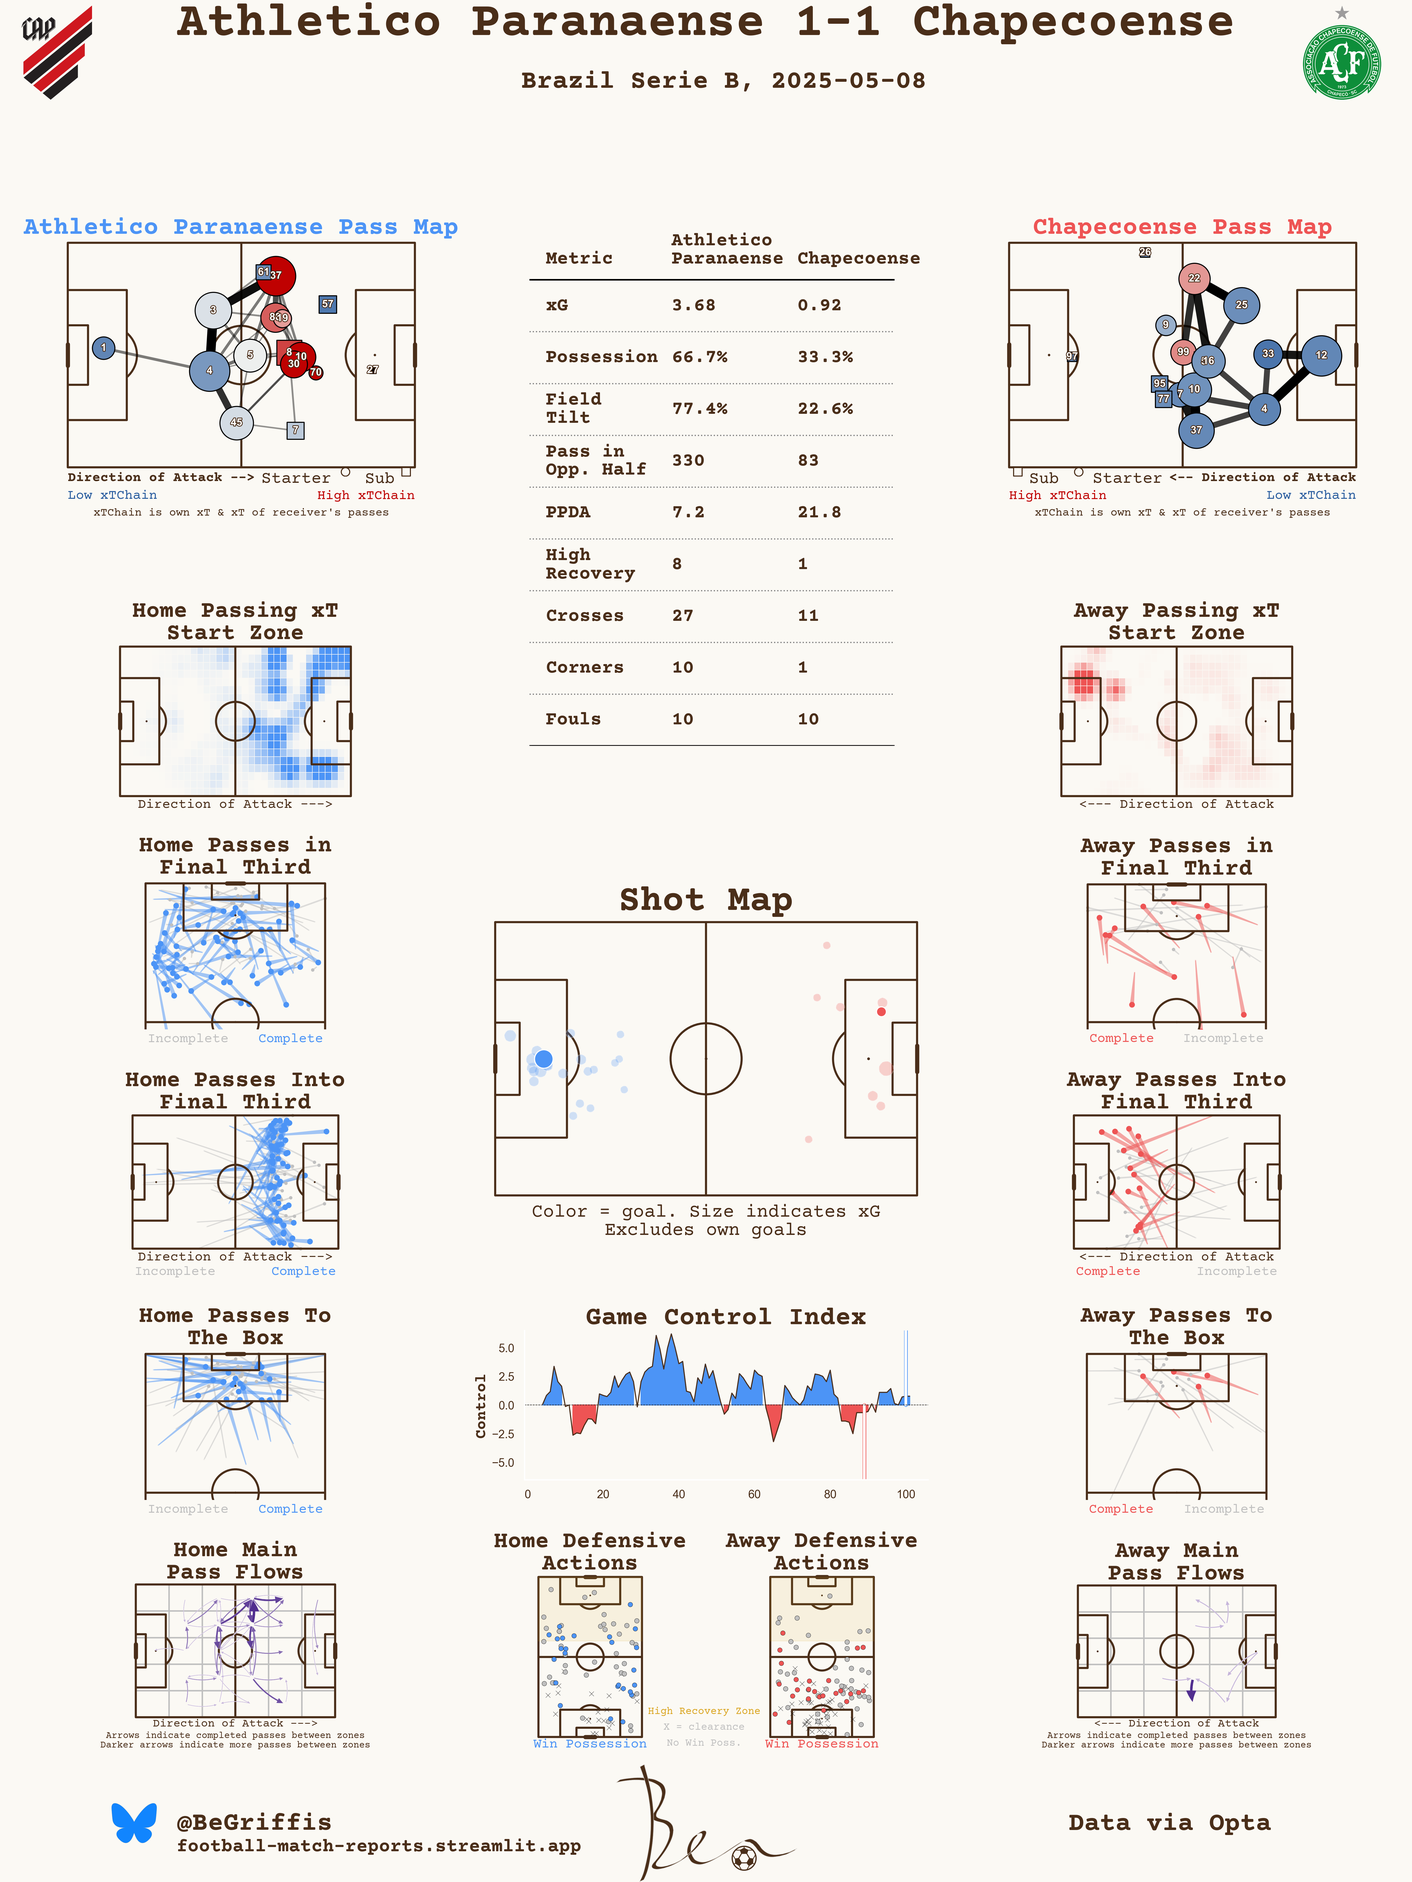 Athletico Paranaense 1-1 Chapecoense
Brazil Serie B, 2025-05-08
CAP
ASSOCIAÇÃO CHAPECOENSE DE FUTEBOL
ACF
1973
CHAPECÓ - SC
Athletico Paranaense Pass Map
61 37
57
3
83 19
1
5
8 10
30
70
27
4
45
7
Direction of Attack --> Starter Sub
Low xTChain High xTChain
xTChain is own xT & xT of receiver's passes
Metric Athletico Paranaense Chapecoense
xG 3.68 0.92
Possession 66.7% 33.3%
Field Tilt 77.4% 22.6%
Pass in Opp. Half 330 83
PPDA 7.2 21.8
High Recovery 8 1
Crosses 27 11
Corners 10 1
Fouls 10 10
Chapecoense Pass Map
26
22
25
9
99
97
16
33
12
95
77
7 10
4
37
Sub Starter <-- Direction of Attack
High xTChain Low xTChain
xTChain is own xT & xT of receiver's passes
Home Passing xT
Start Zone
Direction of Attack --->
Away Passing xT
Start Zone
<--- Direction of Attack
Home Passes in
Final Third
Incomplete Complete
Away Passes in
Final Third
Complete Incomplete
Shot Map
Color = goal. Size indicates xG
Excludes own goals
Home Passes Into
Final Third
Direction of Attack --->
Incomplete Complete
Away Passes Into
Final Third
<--- Direction of Attack
Complete Incomplete
Home Passes To
The Box
Incomplete Complete
Game Control Index
Control
5.0
2.5
0.0
−2.5
−5.0
0 20 40 60 80 100
Away Passes To
The Box
Complete Incomplete
Home Main
Pass Flows
Direction of Attack --->
Arrows indicate completed passes between zones
Darker arrows indicate more passes between zones
Home Defensive
Actions
Win Possession
Away Defensive
Actions
Win Possession
High Recovery Zone
X = clearance
No Win Poss.
Away Main
Pass Flows
<--- Direction of Attack
Arrows indicate completed passes between zones
Darker arrows indicate more passes between zones
@BeGriffis
football-match-reports.streamlit.app
Ben
Data via Opta